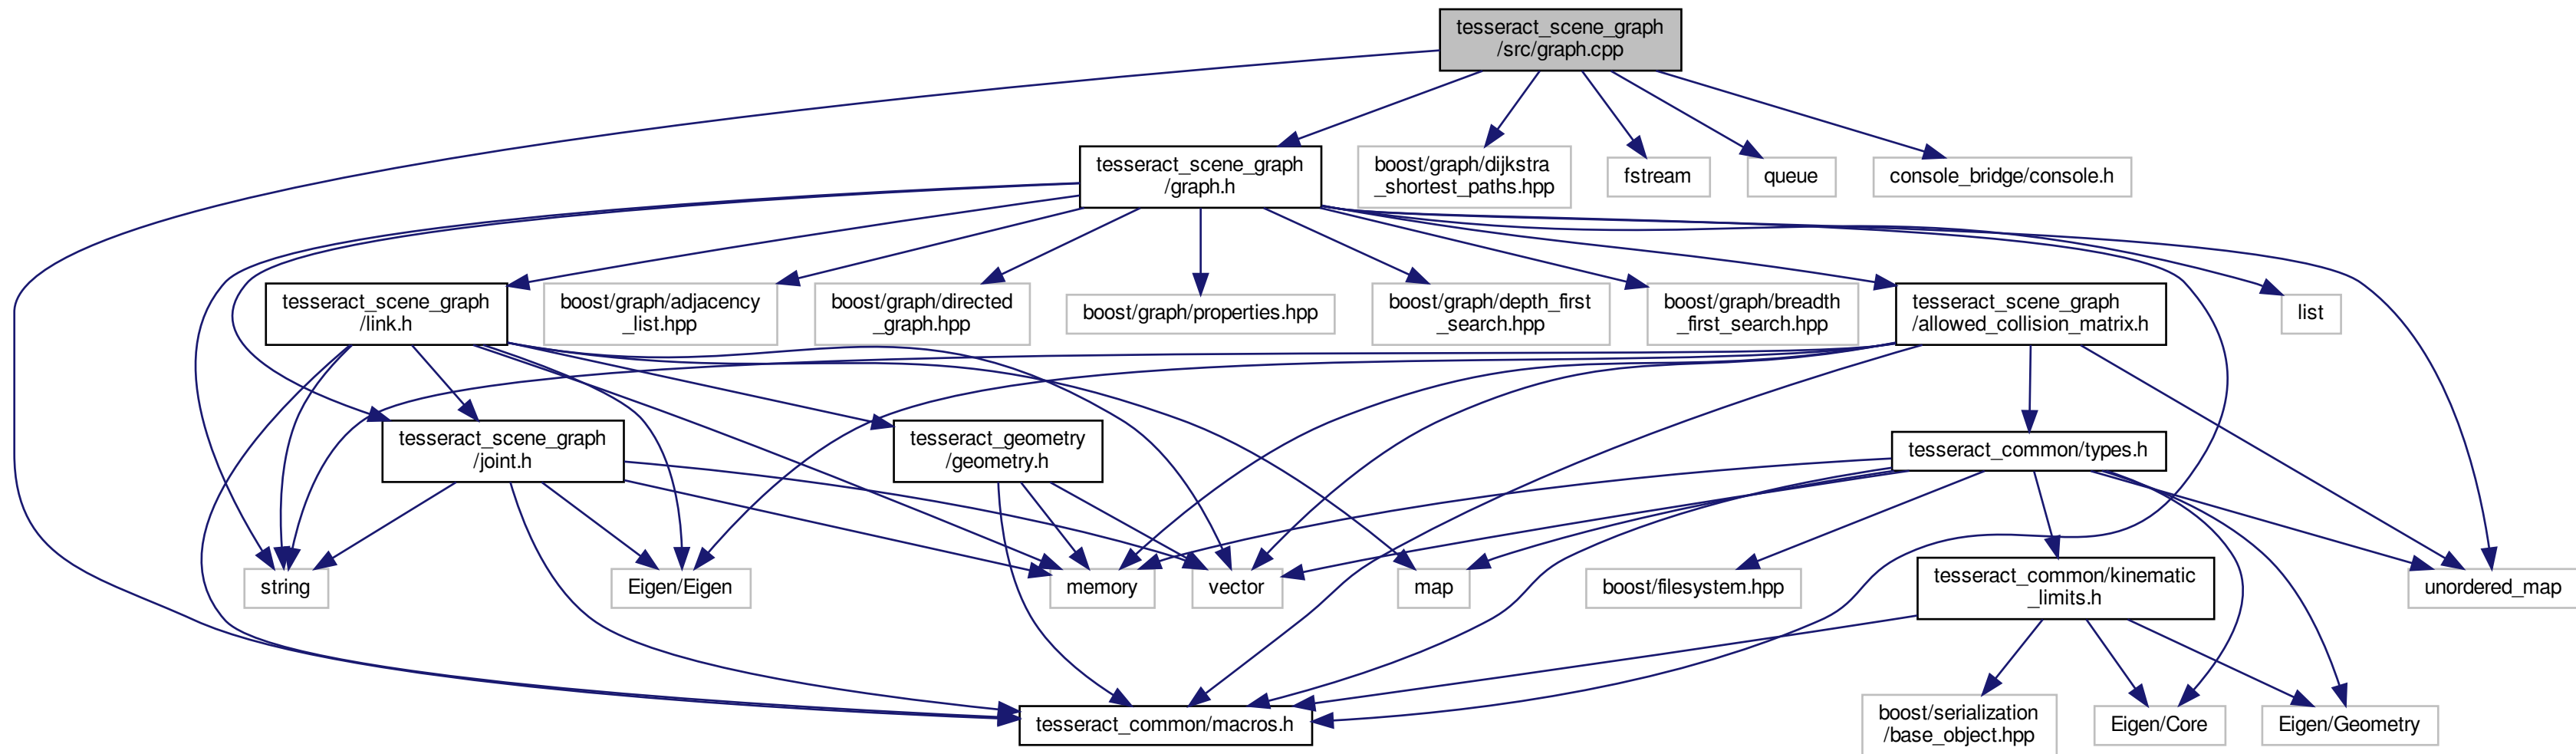 tesseract_scene_graph
/src/graph.cpp
tesseract_scene_graph
/graph.h
boost/graph/dijkstra
_shortest_paths.hpp
fstream
queue
console_bridge/console.h
tesseract_scene_graph
/link.h
boost/graph/adjacency
_list.hpp
boost/graph/directed
_graph.hpp
boost/graph/properties.hpp
boost/graph/depth_first
_search.hpp
boost/graph/breadth
_first_search.hpp
tesseract_scene_graph
/allowed_collision_matrix.h
list
tesseract_scene_graph
/joint.h
tesseract_geometry
/geometry.h
tesseract_common/types.h
string
Eigen/Eigen
memory
vector
map
boost/filesystem.hpp
tesseract_common/kinematic
_limits.h
unordered_map
tesseract_common/macros.h
boost/serialization
/base_object.hpp
Eigen/Core
Eigen/Geometry